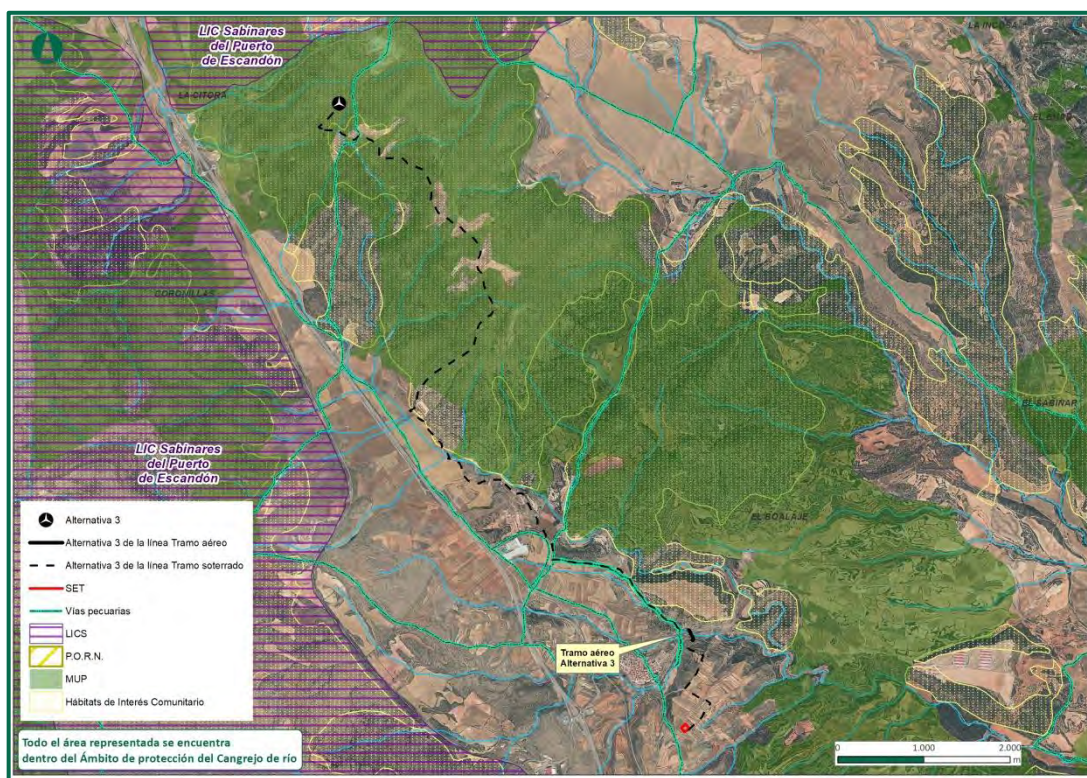 LIC Sabinares
del Puerto
de Escandón
LA CITORA
CORONILLAS
LIC Sabinares
del Puerto
de Escandón
EL SABINAR
EL BOALAJE
Tramo aéreo
Alternativa 3
Alternativa 3
Alternativa 3 de la línea Tramo aéreo
Alternativa 3 de la línea Tramo soterrado
SET
Vías pecuarias
LICS
P.O.R.N.
MUP
Hábitats de Interés Comunitario
Todo el área representada se encuentra
dentro del Ámbito de protección del Cangrejo de río
0 1.000 2.000
m